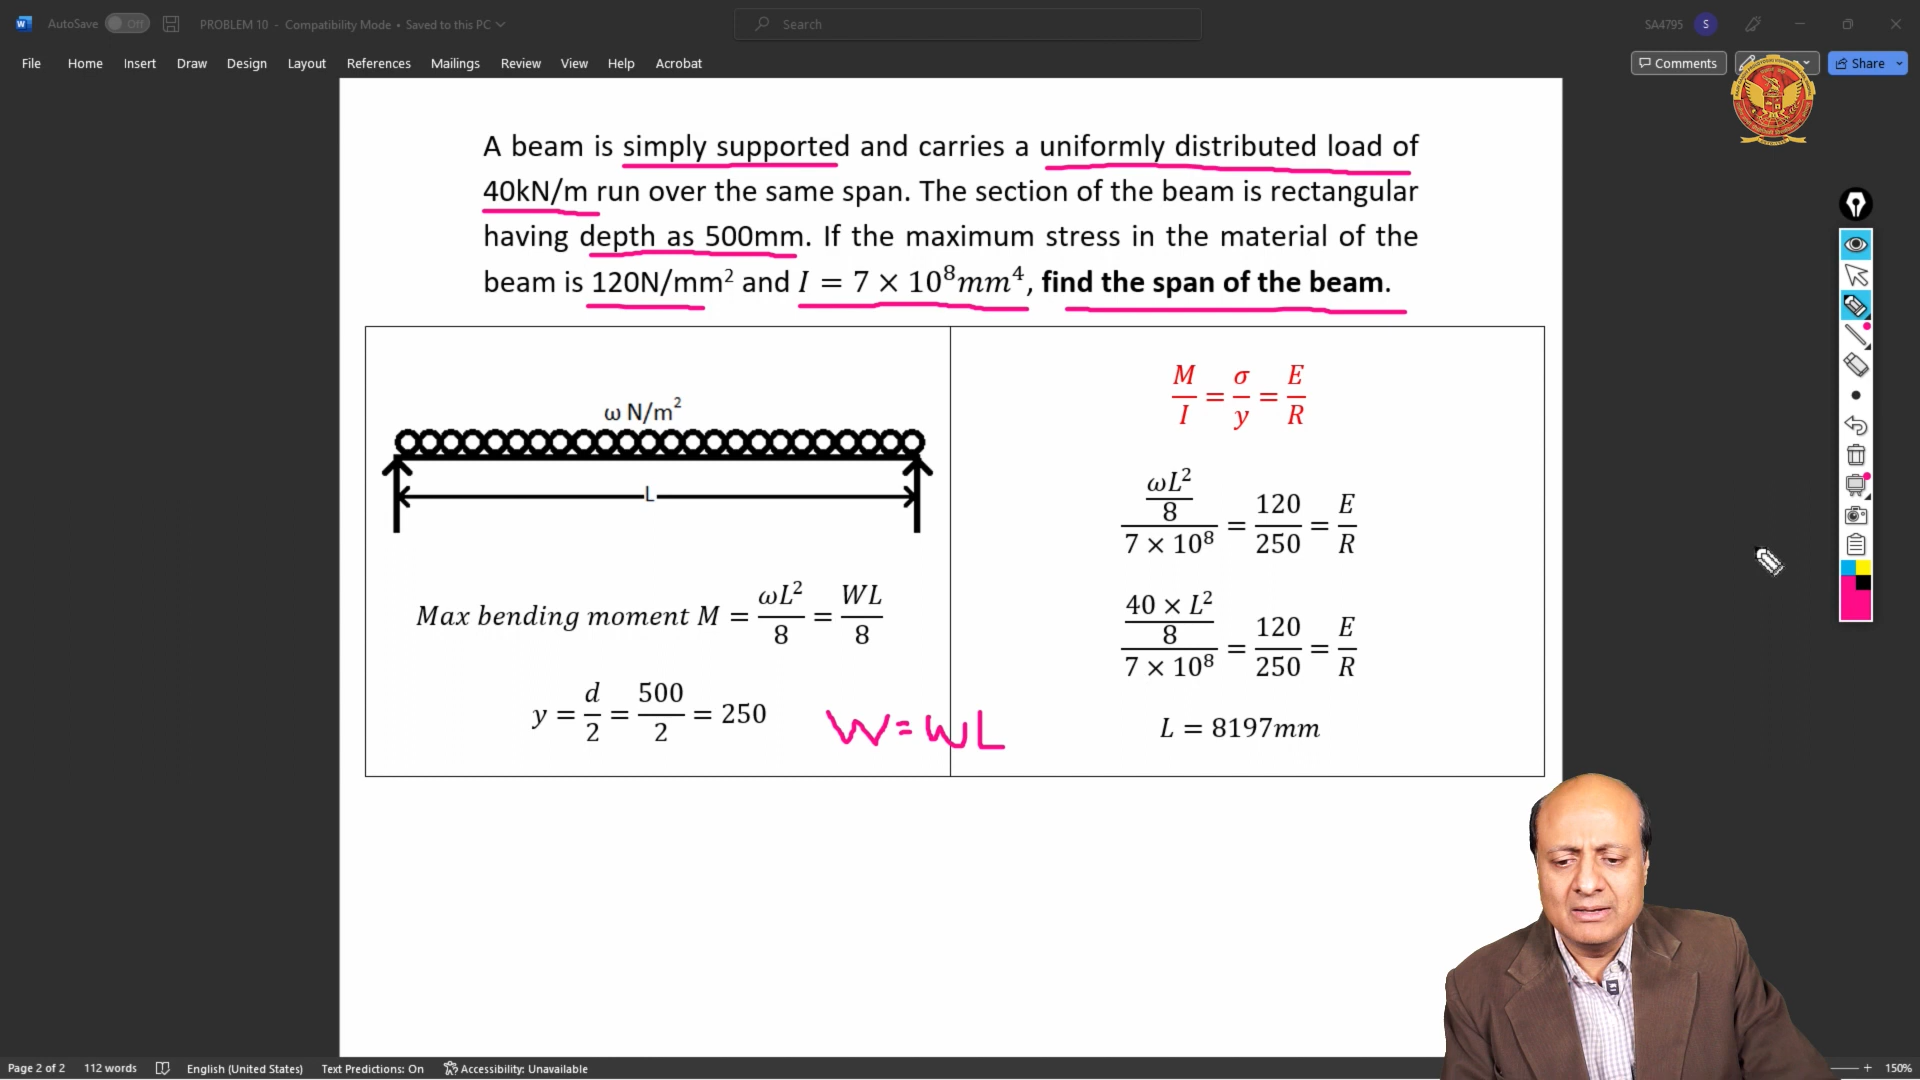 AutoSave Off PROBLEM 10 - Compatibility Mode • Saved to this PC Search SA4795 S
File Home Insert Draw Design Layout References Mailings Review View Help Acrobat Comments Share
A beam is simply supported and carries a uniformly distributed load of
40kN/m run over the same span. The section of the beam is rectangular
having depth as 500mm. If the maximum stress in the material of the
beam is 120N/mm² and I = 7 × 10⁸mm⁴, find the span of the beam.
ω N/m²
L
Max bending moment M = ωL²/8 = WL/8
y = d/2 = 500/2 = 250
W = wL
M/I = σ/y = E/R
(ωL²/8)/(7 × 10⁸) = 120/250 = E/R
(40 × L²/8)/(7 × 10⁸) = 120/250 = E/R
L = 8197mm
Page 2 of 2 112 words English (United States) Text Predictions: On Accessibility: Unavailable 150%